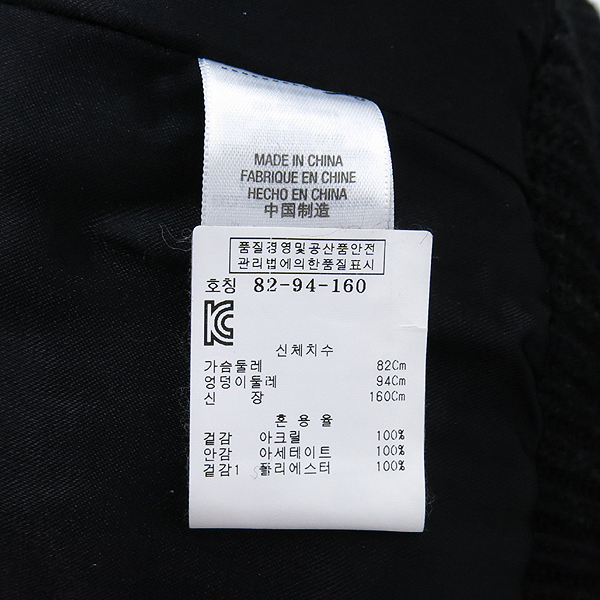 MADE IN CHINA
FABRIQUE EN CHINE
HECHO EN CHINA
中国制造
품질경영및공산품안전
관리법에의한품질표시
호칭 82-94-160
신체치수
가슴둘레 82Cm
엉덩이둘레 94Cm
신 장 160Cm
혼용율
겉감 아크릴 100%
안감 아세테이트 100%
겉감1 폴리에스터 100%